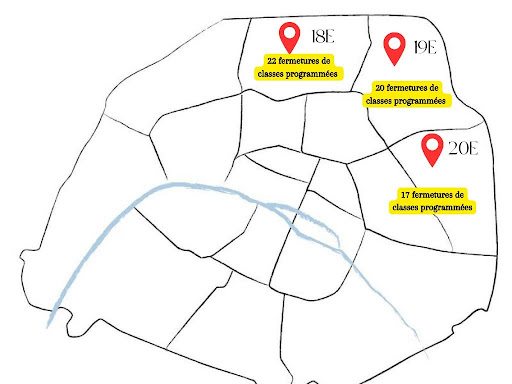 18E
22 fermetures de
classes programmées
19E
20 fermetures de
classes programmées
20E
17 fermetures de
classes programmées